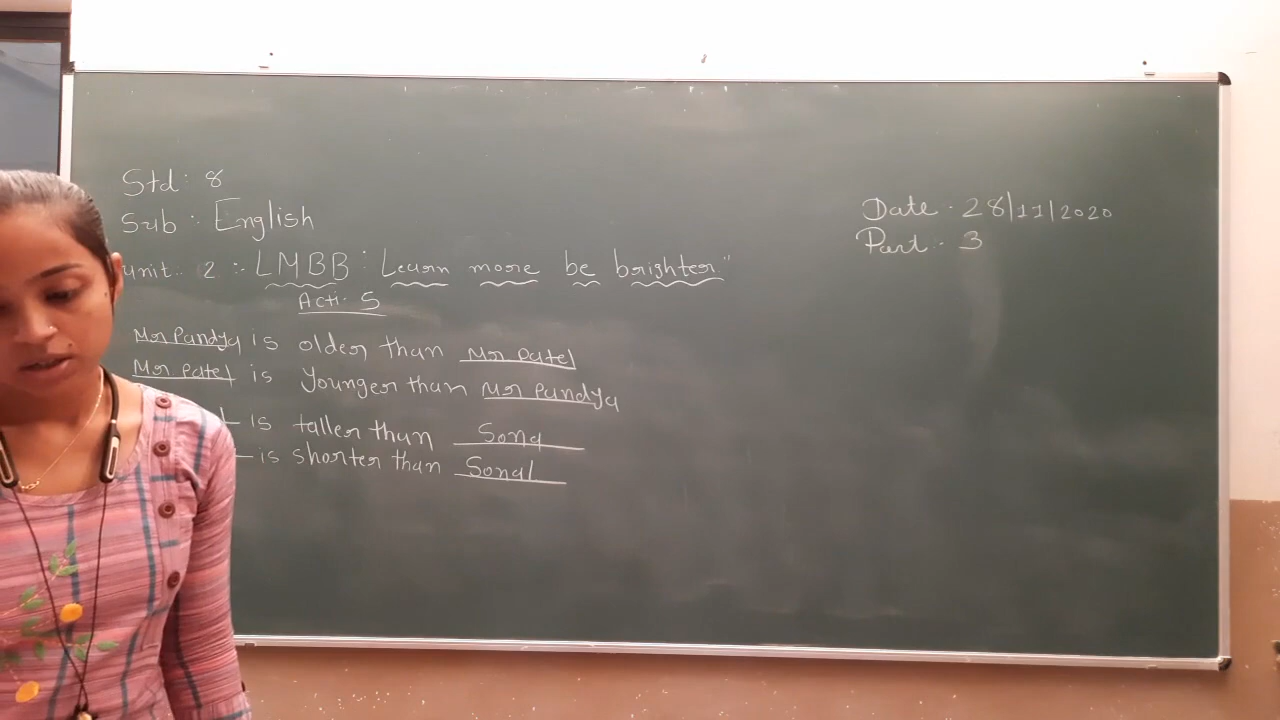 Std: 8
Sub :- English
Date - 28/11/2020
Part :- 3
unit.. 2 :- LMBB : Learn more be brighter"
Acti. 5
Mr Pandya is older than Mr Patel
Mr Patel is Younger than Mr Pandya
is taller than Sona
is shorter than Sonal